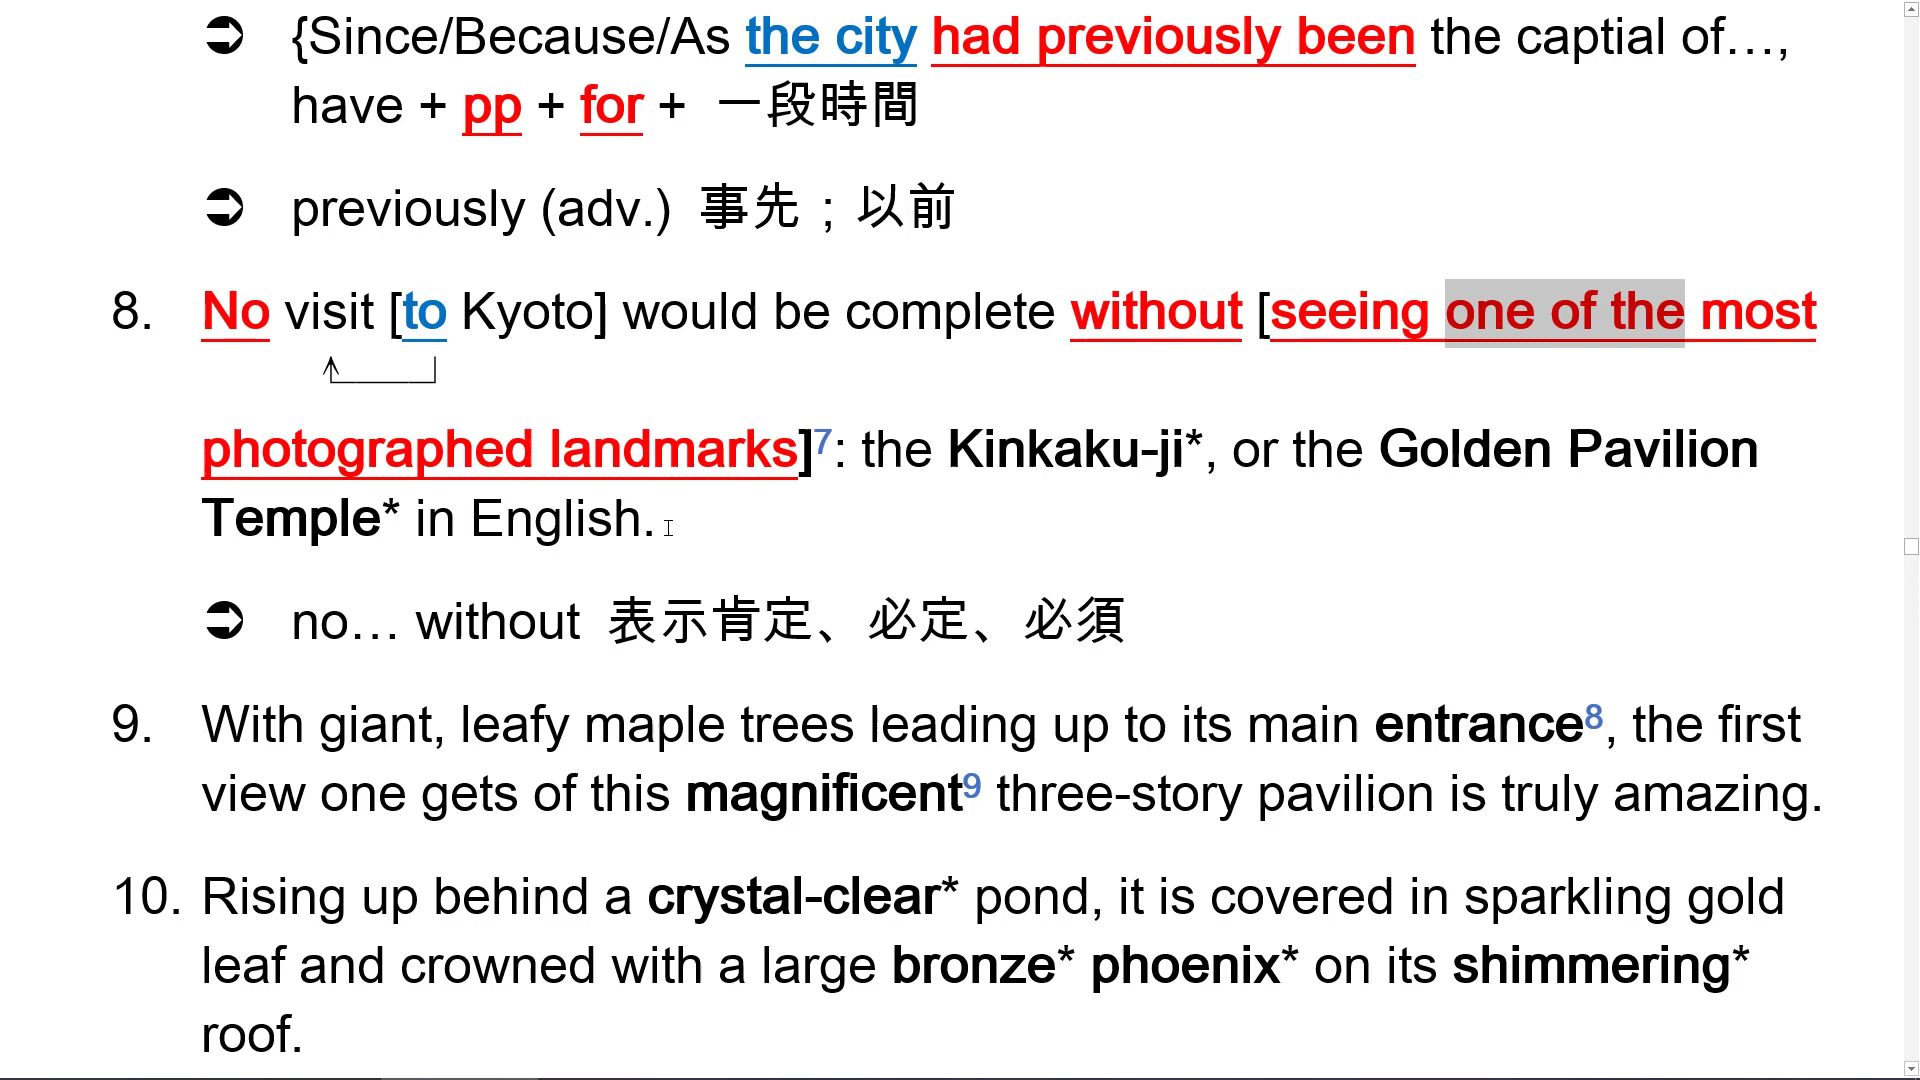 ➲ {Since/Because/As the city had previously been the captial of…,
have + pp + for + 一段時間
➲ previously (adv.) 事先；以前
8. No visit [to Kyoto] would be complete without [seeing one of the most
photographed landmarks]7: the Kinkaku-ji*, or the Golden Pavilion
Temple* in English.
➲ no… without 表示肯定、必定、必須
9. With giant, leafy maple trees leading up to its main entrance8, the first
view one gets of this magnificent9 three-story pavilion is truly amazing.
10. Rising up behind a crystal-clear* pond, it is covered in sparkling gold
leaf and crowned with a large bronze* phoenix* on its shimmering*
roof.